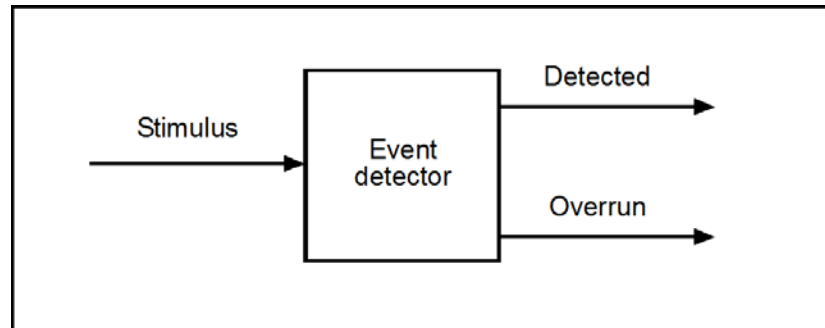 Detected
Stimulus
Event
detector
Overrun